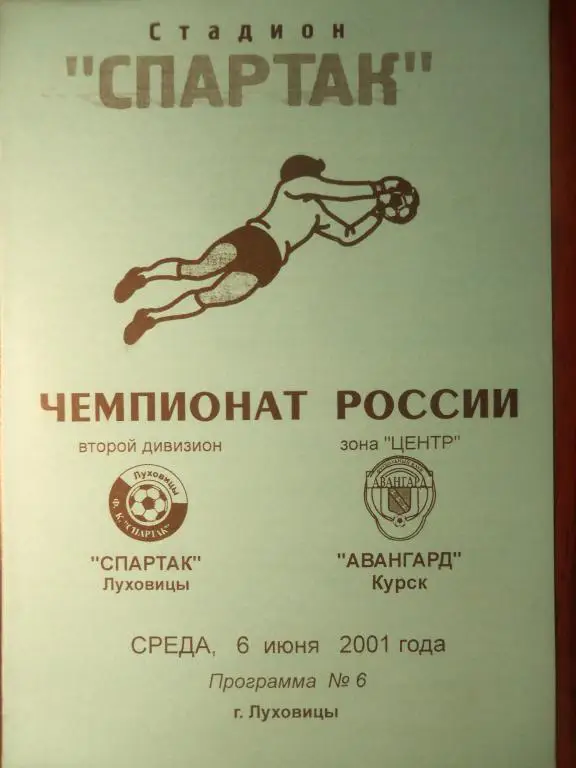 Стадион
"СПАРТАК"
ЧЕМПИОНАТ РОССИИ
второй дивизион
зона "ЦЕНТР"
Луховицы
Ф.К."СПАРТАК"
АВАНГАРД
"СПАРТАК"
Луховицы
"АВАНГАРД"
Курск
СРЕДА, 6 июня 2001 года
Программа № 6
г. Луховицы